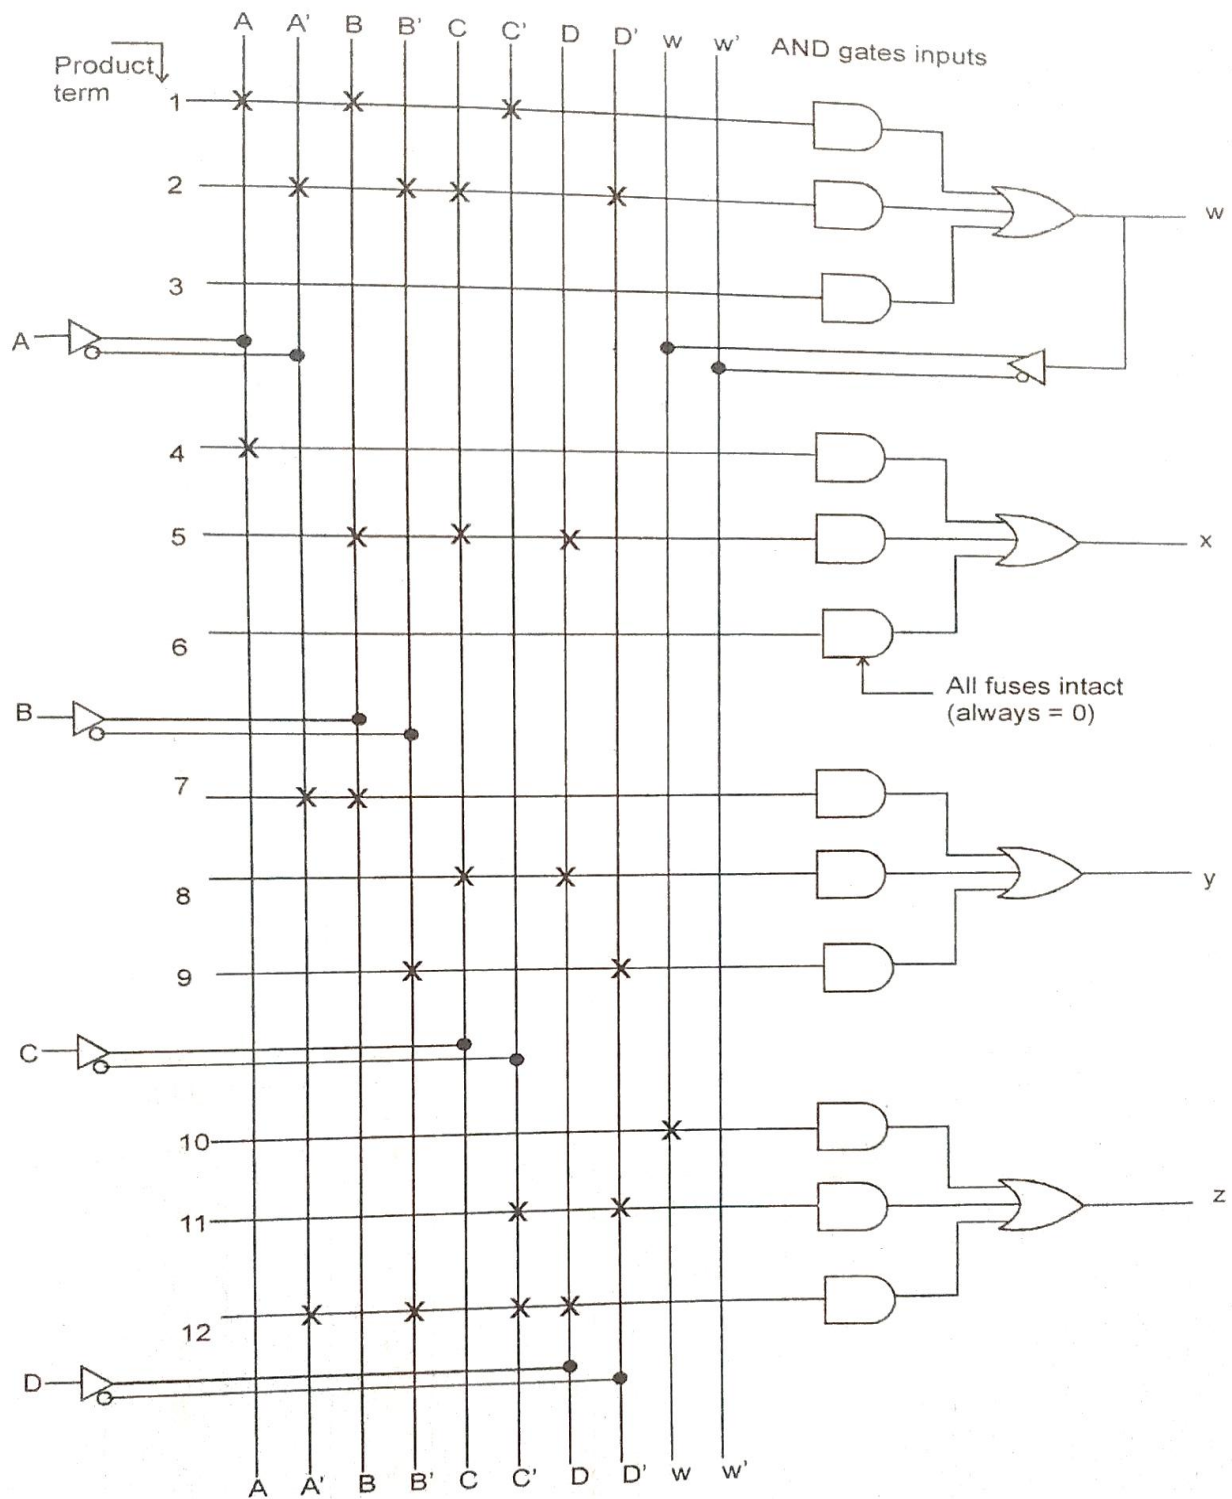 A A' B B' C C' D D' w w' AND gates inputs
Product
term
1
2
w
3
A
4
5
x
6
All fuses intact
(always = 0)
B
7
8
y
9
C
10
11
z
12
D
A A' B B' C C' D D' w w'